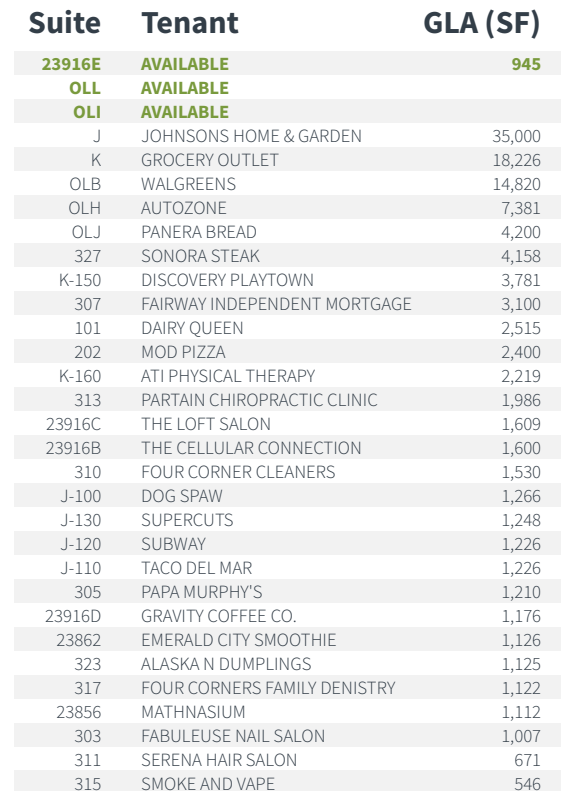 Suite Tenant GLA (SF)
23916E AVAILABLE 945
OLL AVAILABLE
OLI AVAILABLE
J JOHNSONS HOME & GARDEN 35,000
K GROCERY OUTLET 18,226
OLB WALGREENS 14,820
OLH AUTOZONE 7,381
OLJ PANERA BREAD 4,200
327 SONORA STEAK 4,158
K-150 DISCOVERY PLAYTOWN 3,781
307 FAIRWAY INDEPENDENT MORTGAGE 3,100
101 DAIRY QUEEN 2,515
202 MOD PIZZA 2,400
K-160 ATI PHYSICAL THERAPY 2,219
313 PARTAIN CHIROPRACTIC CLINIC 1,986
23916C THE LOFT SALON 1,609
23916B THE CELLULAR CONNECTION 1,600
310 FOUR CORNER CLEANERS 1,530
J-100 DOG SPAW 1,266
J-130 SUPERCUTS 1,248
J-120 SUBWAY 1,226
J-110 TACO DEL MAR 1,226
305 PAPA MURPHY'S 1,210
23916D GRAVITY COFFEE CO. 1,176
23862 EMERALD CITY SMOOTHIE 1,126
323 ALASKA N DUMPLINGS 1,125
317 FOUR CORNERS FAMILY DENISTRY 1,122
23856 MATHNASIUM 1,112
303 FABULEUSE NAIL SALON 1,007
311 SERENA HAIR SALON 671
315 SMOKE AND VAPE 546